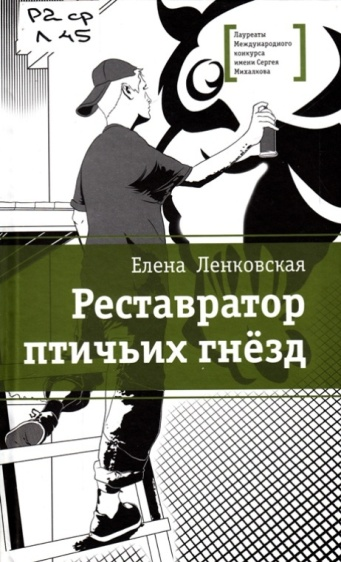 Р2 ср
Л 45
Лауреаты
Международного
конкурса
имени Сергея
Михалкова
Елена Ленковская
Реставратор
птичьих гнёзд